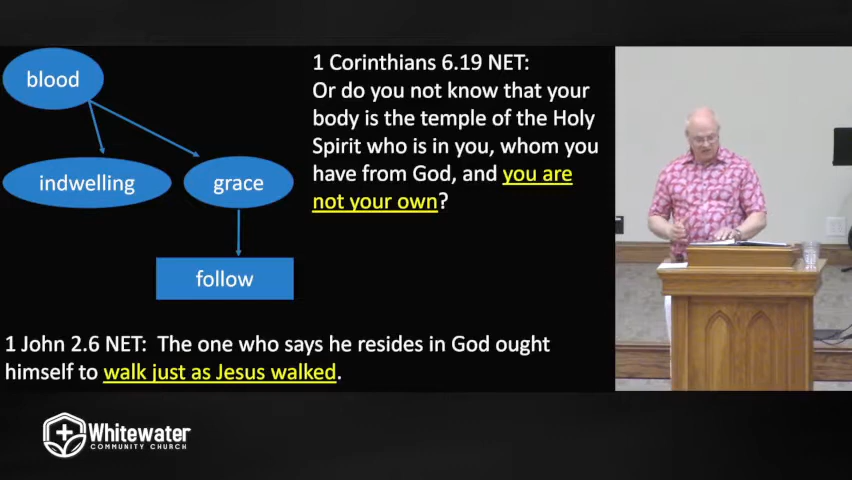 blood
indwelling
grace
follow
1 Corinthians 6.19 NET:
Or do you not know that your
body is the temple of the Holy
Spirit who is in you, whom you
have from God, and you are
not your own?
1 John 2.6 NET:  The one who says he resides in God ought
himself to walk just as Jesus walked.
Whitewater
COMMUNITY CHURCH